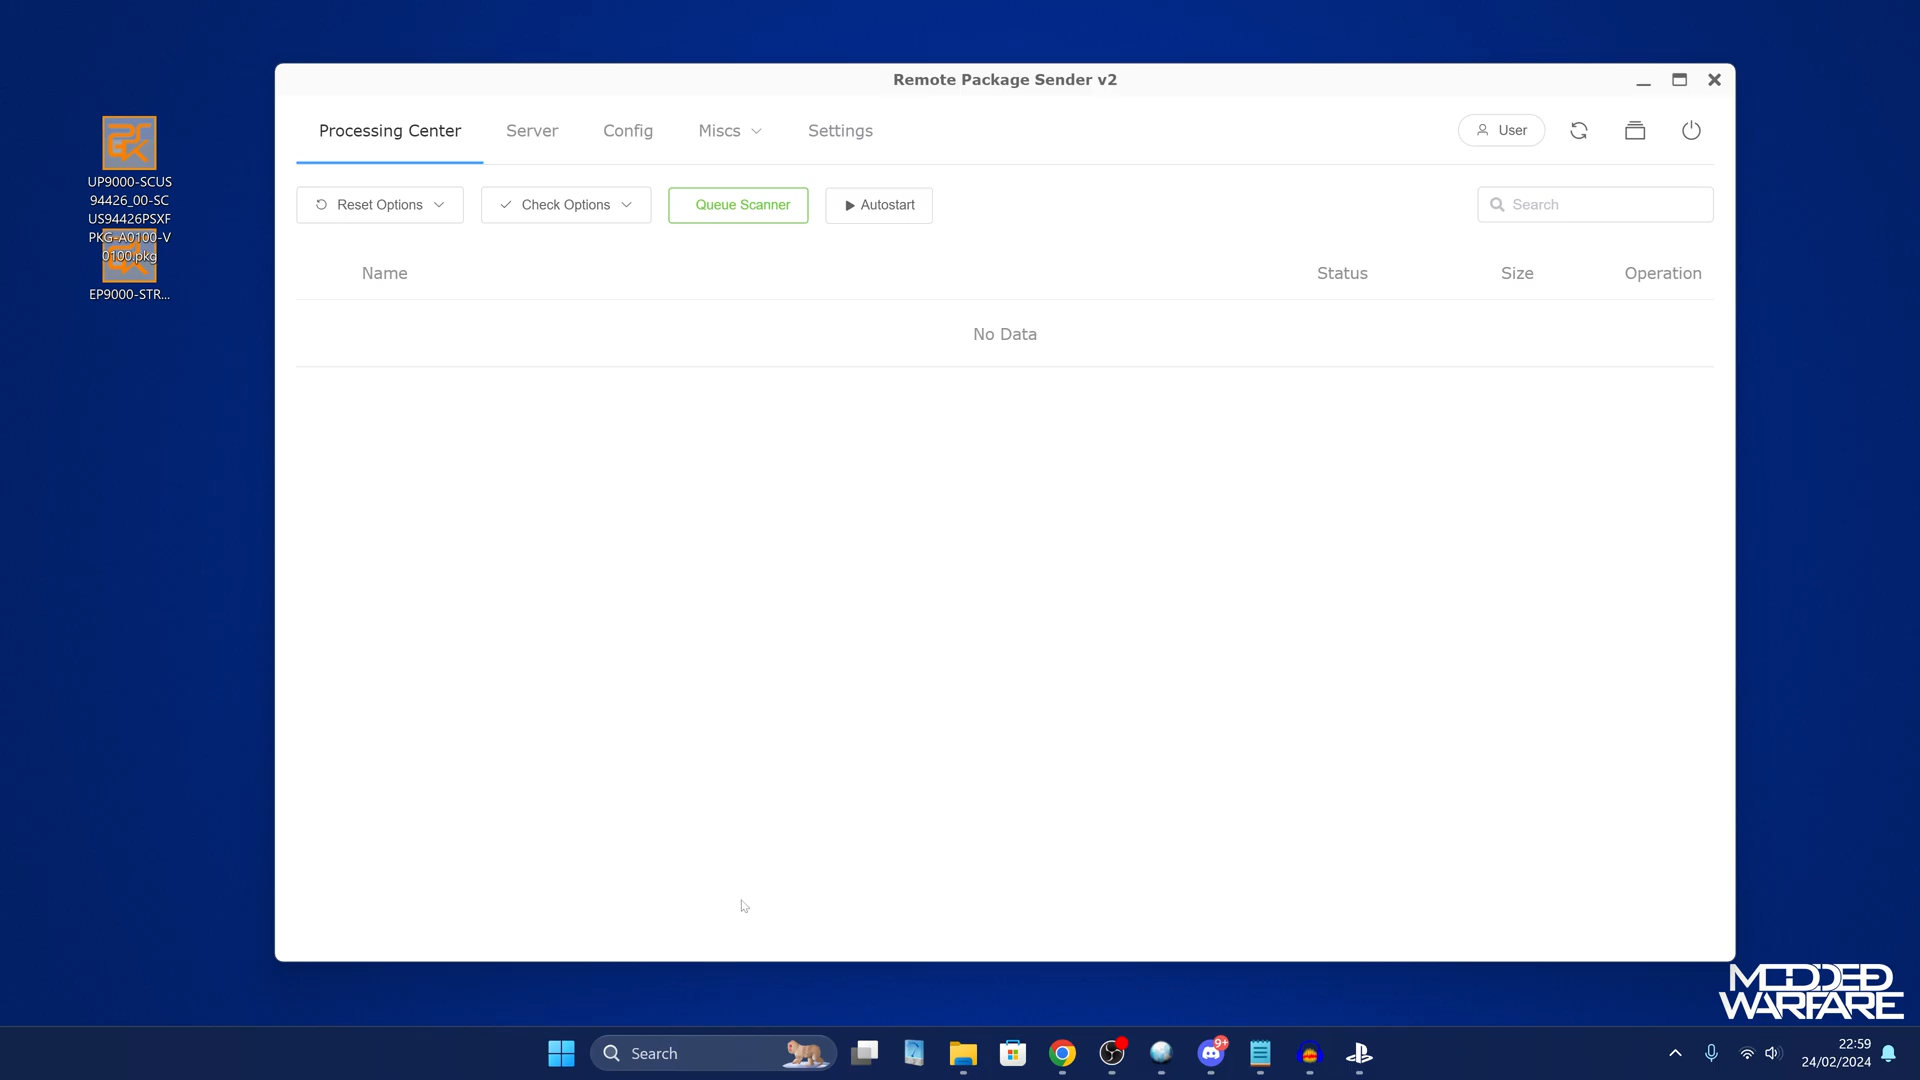 Remote Package Sender v2
Processing Center Server Config Miscs Settings User
Reset Options Check Options Queue Scanner Autostart Search
Name Status Size Operation
No Data
UP9000-SCUS
94426_00-SC
US94426PSXF
PKG-A0100-V
0100.pkg
EP9000-STR...
MODDED
WARFARE
Search
9+
22:59
24/02/2024